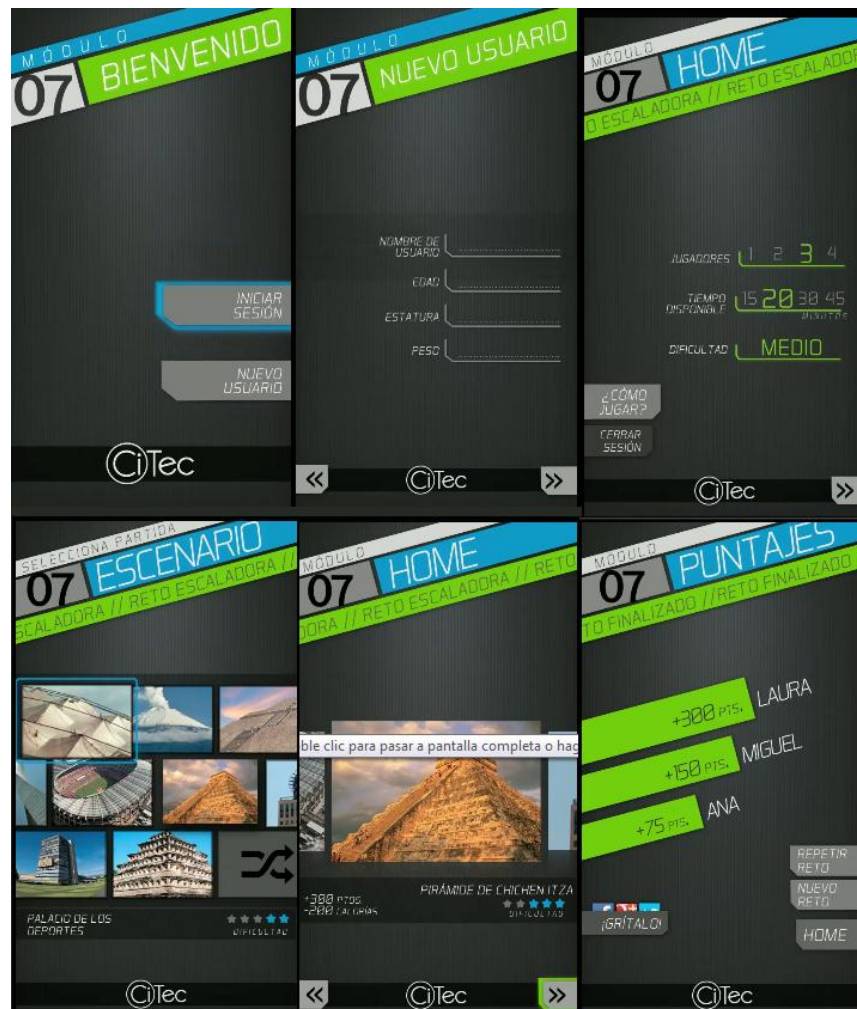 MÓDULO
07 BIENVENIDO
INICIAR
SESIÓN
NUEVO
USUARIO
CiTec
MÓDULO
07 NUEVO USUARIO
NOMBRE DE
USUARIO
EDAD
ESTATURA
PESO
« CiTec »
MÓDULO
07 HOME
O ESCALADORA // RETO ESCALADOR
JUGADORES 1 2 3 4
TIEMPO
DISPONIBLE 15 20 30 45
MINUTOS
DIFICULTAD MEDIO
¿CÓMO
JUGAR?
CERRAR
SESIÓN
CiTec »
SELECCIONA PARTIDA
07 ESCENARIO
SCALADORA // RETO ESCALADORA //
PALACIO DE LOS
DEPORTES
DIFICULTAD
CiTec
MÓDULO
07 HOME
DORA // RETO ESCALADORA // RETO
ble clic para pasar a pantalla completa o hag
PIRÁMIDE DE CHICHEN ITZA
+300 PTOS
-200 CALORÍAS
DIFICULTAD
« CiTec »
MÓDULO
07 PUNTAJES
TO FINALIZADO //RETO FINALIZADO
+300 PTS. LAURA
+150 PTS. MIGUEL
+75 PTS. ANA
REPETIR
RETO
NUEVO
RETO
¡GRÍTALO!
HOME
CiTec